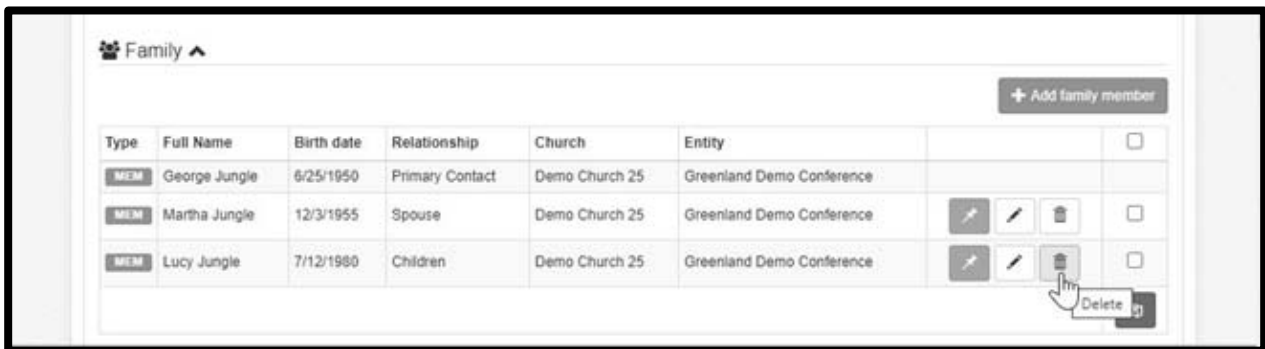 Family
+ Add family member
Type Full Name Birth date Relationship Church Entity
MEM George Jungle 6/25/1950 Primary Contact Demo Church 25 Greenland Demo Conference
MEM Martha Jungle 12/3/1955 Spouse Demo Church 25 Greenland Demo Conference
MEM Lucy Jungle 7/12/1980 Children Demo Church 25 Greenland Demo Conference
Delete